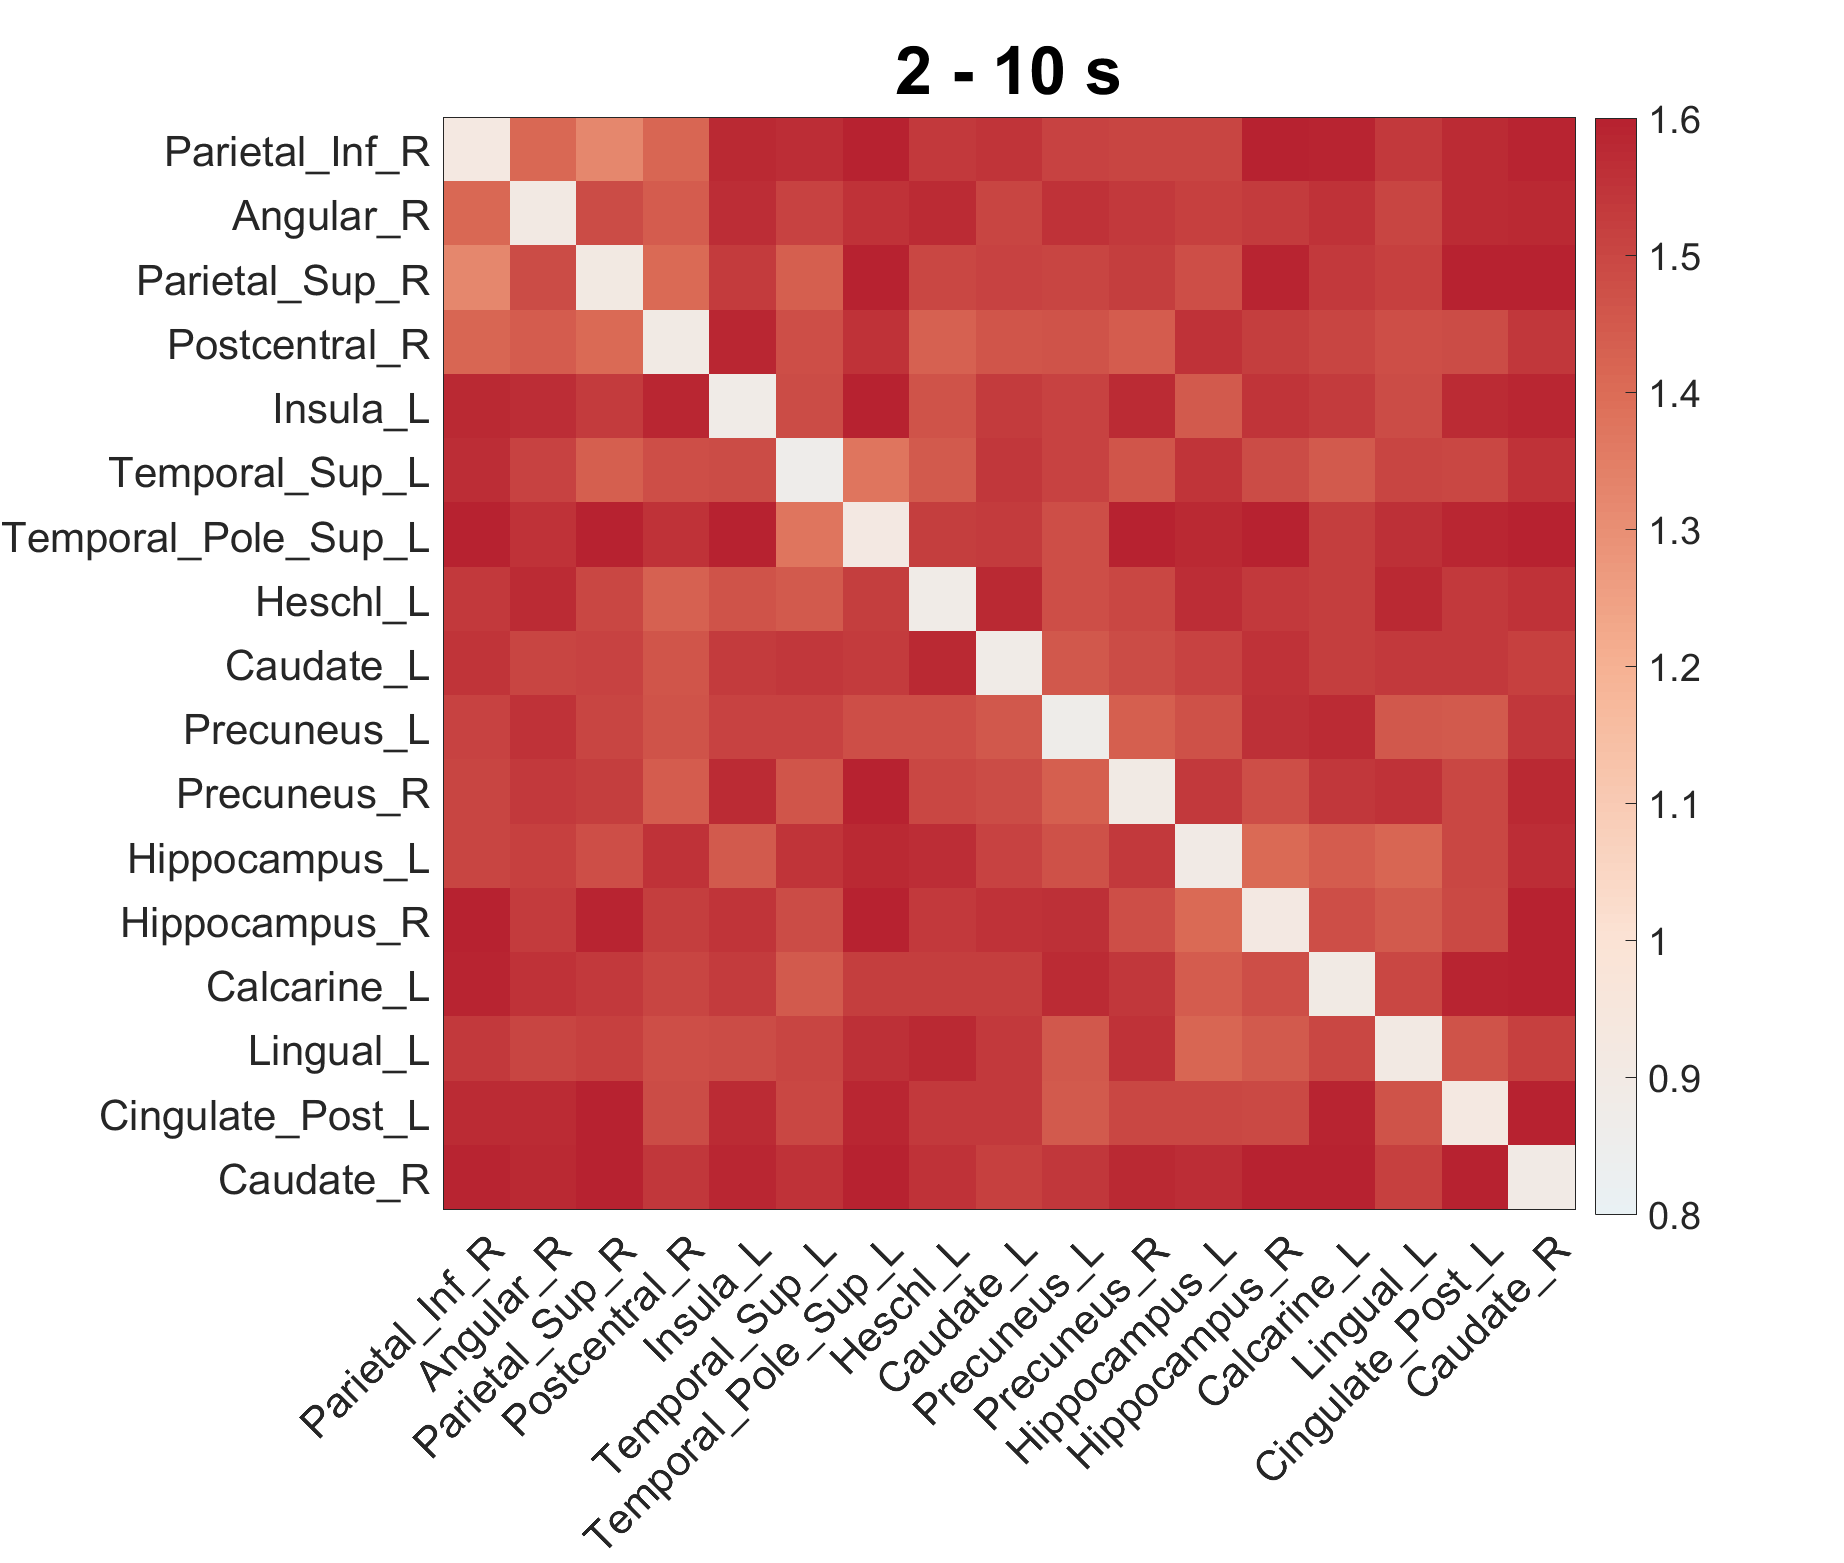 2 - 10 s
Parietal_Inf_R
Angular_R
Parietal_Sup_R
Postcentral_R
Insula_L
Temporal_Sup_L
Temporal_Pole_Sup_L
Heschl_L
Caudate_L
Precuneus_L
Precuneus_R
Hippocampus_L
Hippocampus_R
Calcarine_L
Lingual_L
Cingulate_Post_L
Caudate_R
1.6
1.5
1.4
1.3
1.2
1.1
1
0.9
0.8
Parietal_Inf_R
Angular_R
Parietal_Sup_R
Postcentral_R
Insula_L
Temporal_Sup_L
Temporal_Pole_Sup_L
Heschl_L
Caudate_L
Precuneus_L
Precuneus_R
Hippocampus_L
Hippocampus_R
Calcarine_L
Lingual_L
Cingulate_Post_L
Caudate_R